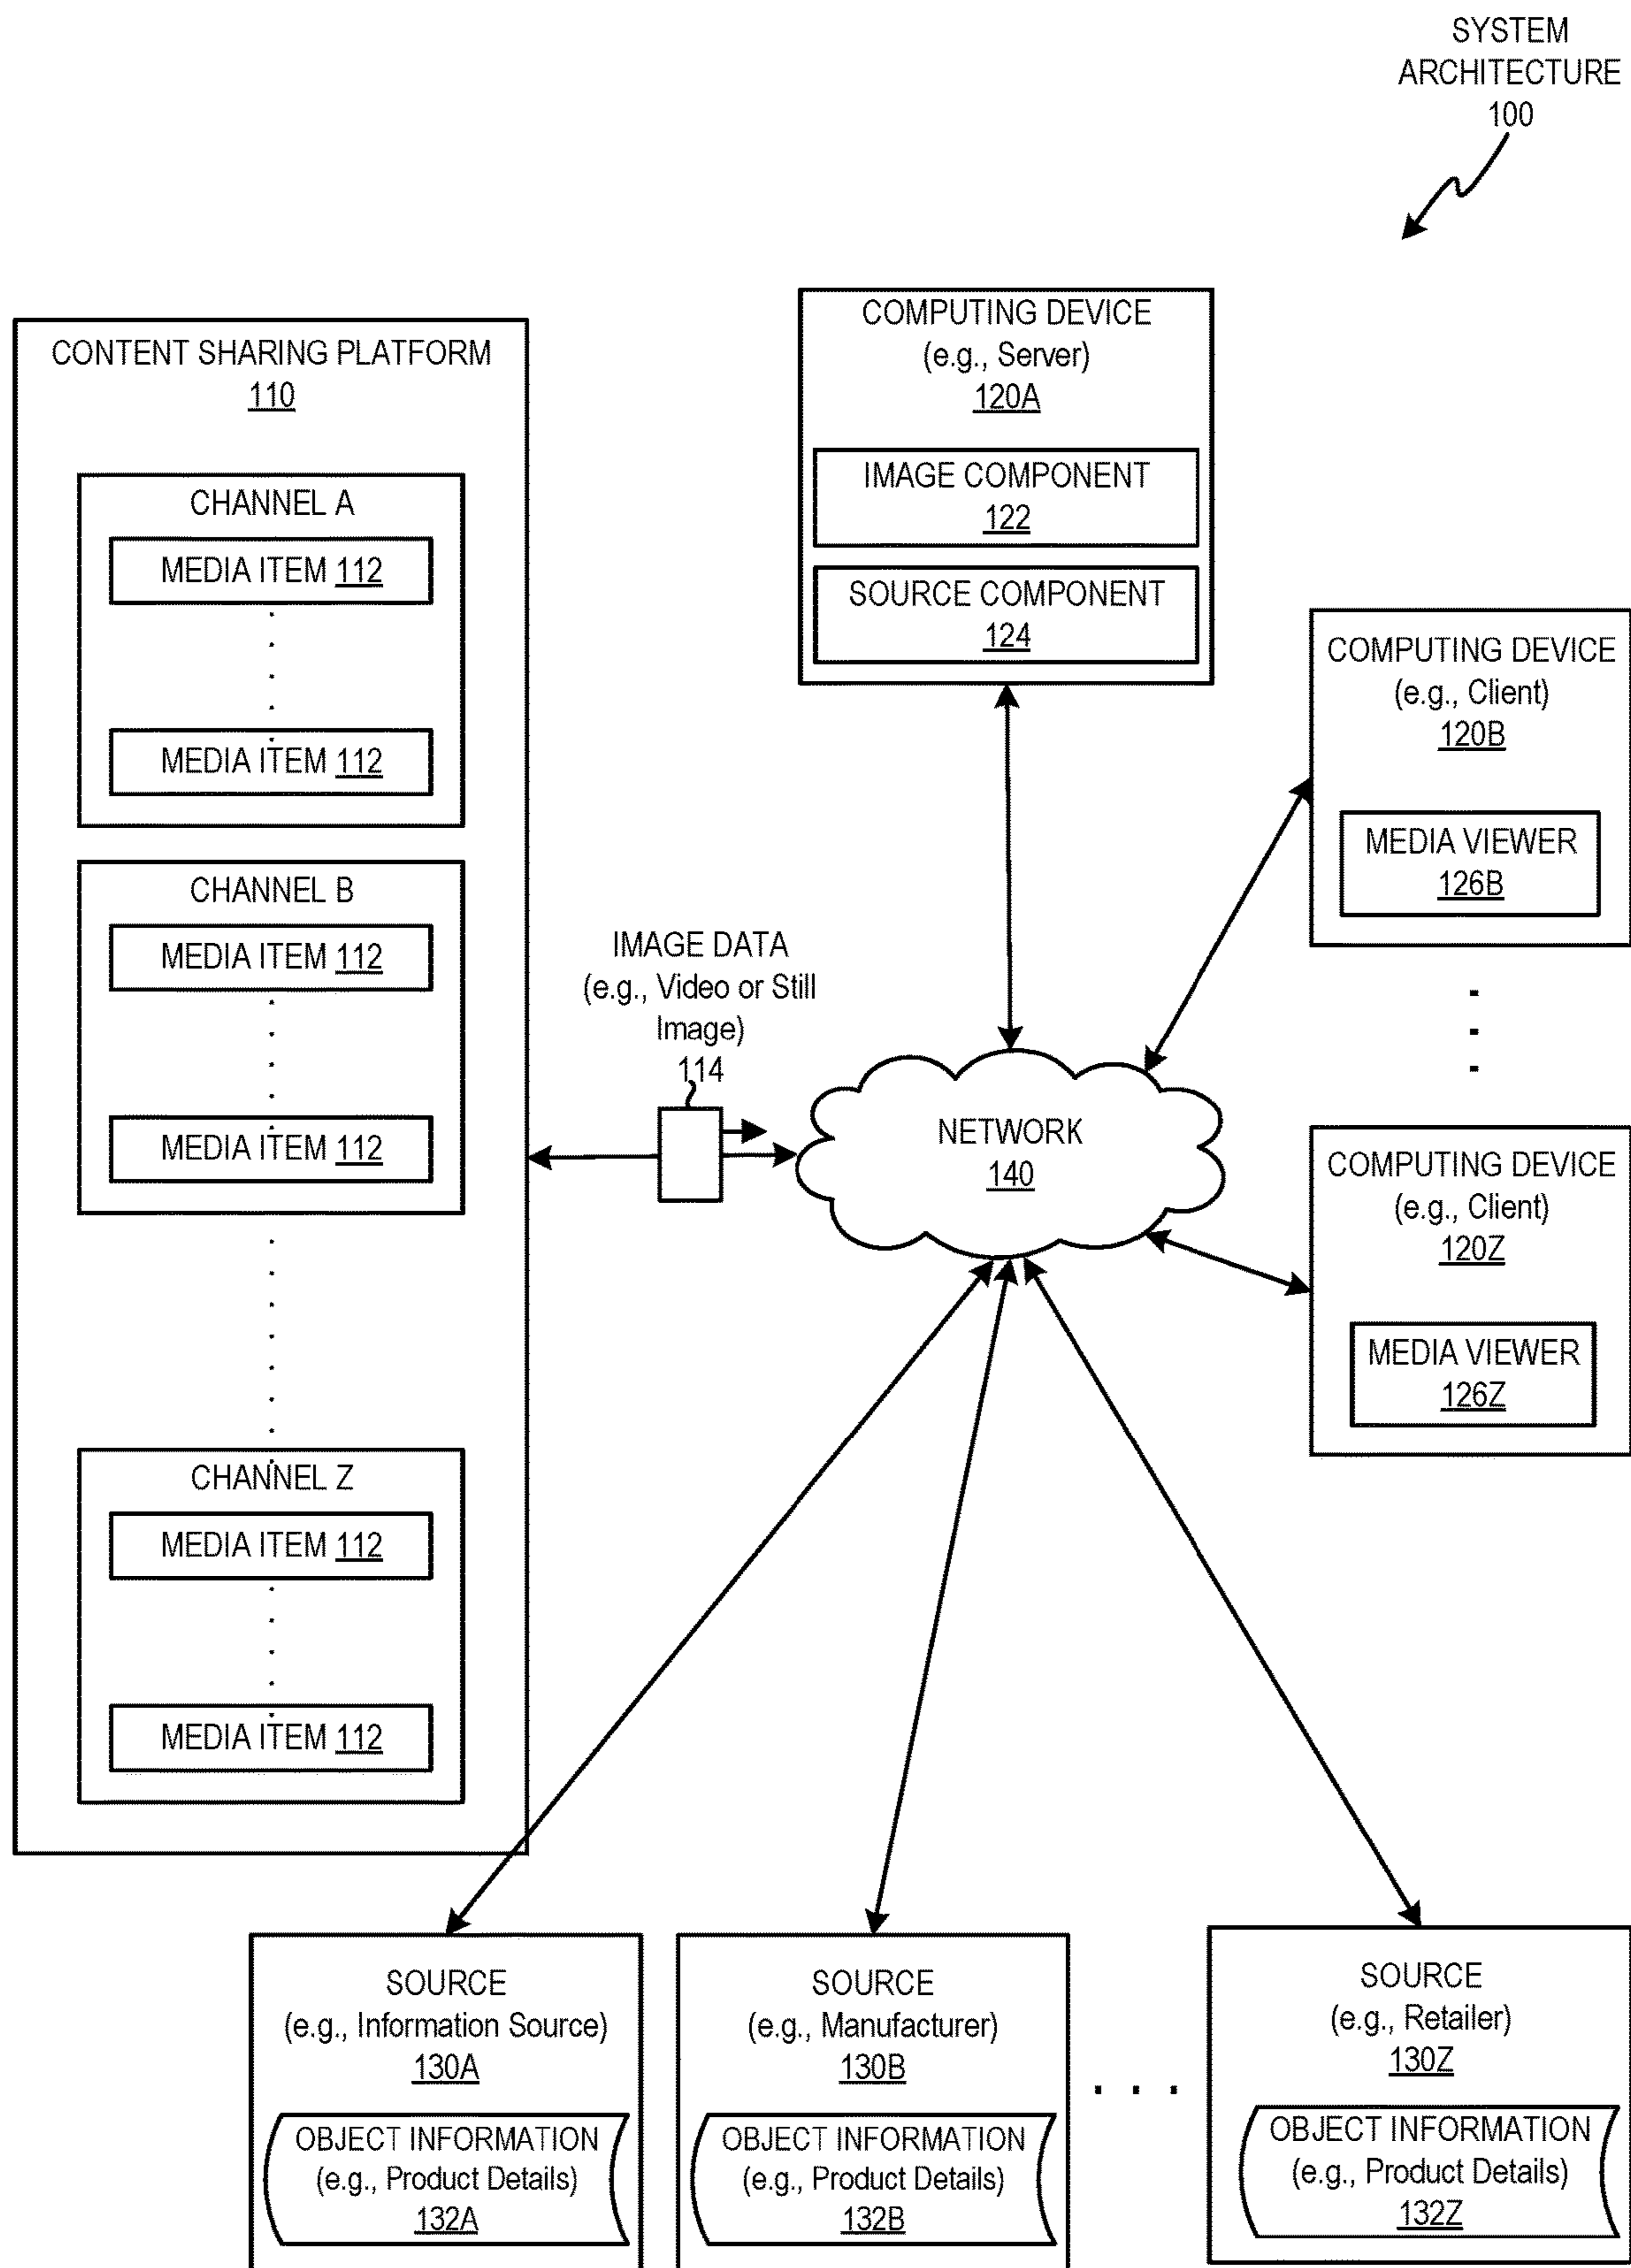 SYSTEM
ARCHITECTURE
100
CONTENT SHARING PLATFORM
110
CHANNEL A
MEDIA ITEM 112
MEDIA ITEM 112
CHANNEL B
MEDIA ITEM 112
MEDIA ITEM 112
CHANNEL Z
MEDIA ITEM 112
MEDIA ITEM 112
COMPUTING DEVICE
(e.g., Server)
120A
IMAGE COMPONENT
122
SOURCE COMPONENT
124
COMPUTING DEVICE
(e.g., Client)
120B
MEDIA VIEWER
126B
IMAGE DATA
(e.g., Video or Still
Image)
114
NETWORK
140
COMPUTING DEVICE
(e.g., Client)
120Z
MEDIA VIEWER
126Z
SOURCE
(e.g., Information Source)
130A
OBJECT INFORMATION
(e.g., Product Details)
132A
SOURCE
(e.g., Manufacturer)
130B
OBJECT INFORMATION
(e.g., Product Details)
132B
SOURCE
(e.g., Retailer)
130Z
OBJECT INFORMATION
(e.g., Product Details)
132Z